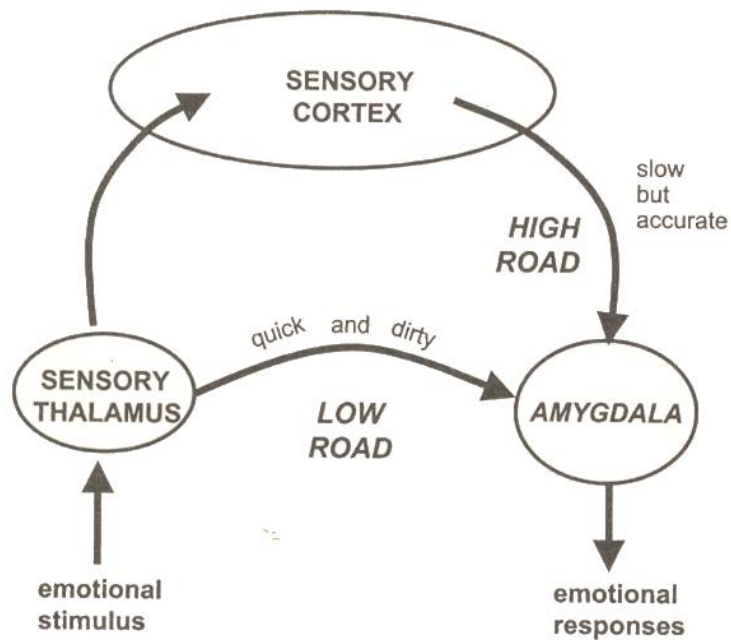 SENSORY
CORTEX
slow
but
accurate
HIGH
ROAD
quick and dirty
SENSORY
THALAMUS
LOW
ROAD
AMYGDALA
emotional
stimulus
emotional
responses